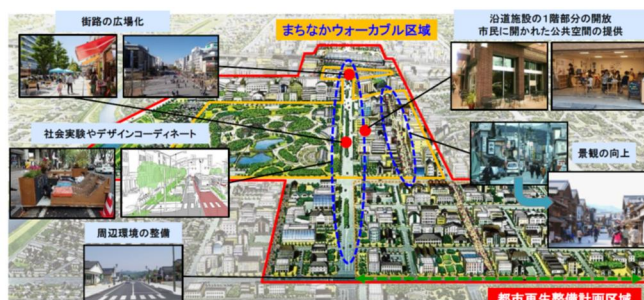 街路の広場化
まちなかウォーカブル区域
沿道施設の1階部分の開放
市民に開かれた公共空間の提供
社会実験やデザインコーディネート
景観の向上
周辺環境の整備
都市再生整備計画区域